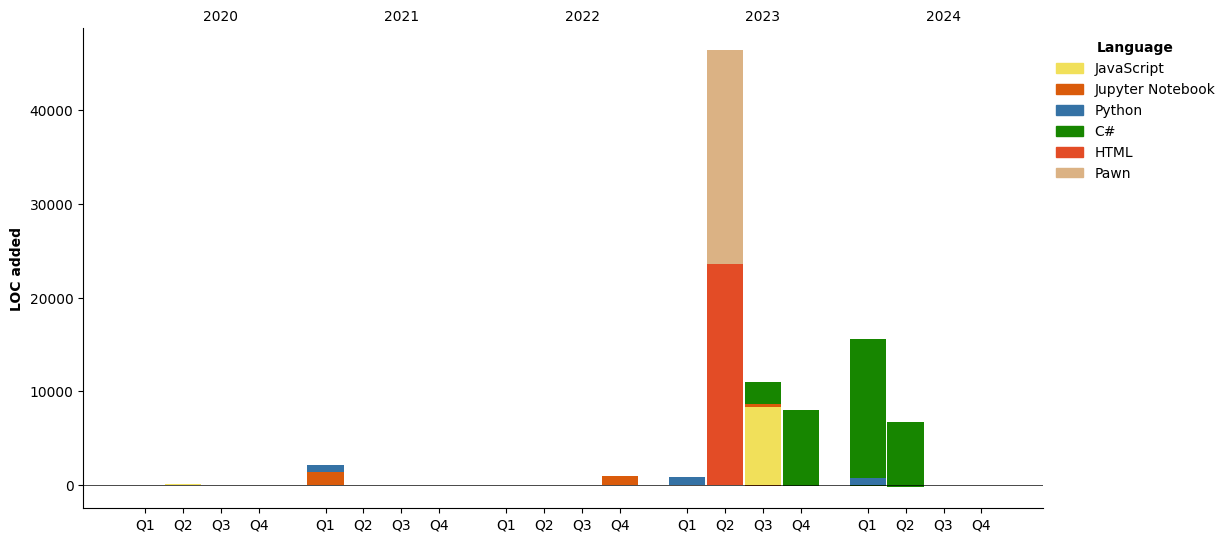 2020 2021 2022 2023 2024
Language
JavaScript
Jupyter Notebook
Python
C#
HTML
Pawn
LOC added
40000
30000
20000
10000
0
Q1 Q2 Q3 Q4 Q1 Q2 Q3 Q4 Q1 Q2 Q3 Q4 Q1 Q2 Q3 Q4 Q1 Q2 Q3 Q4